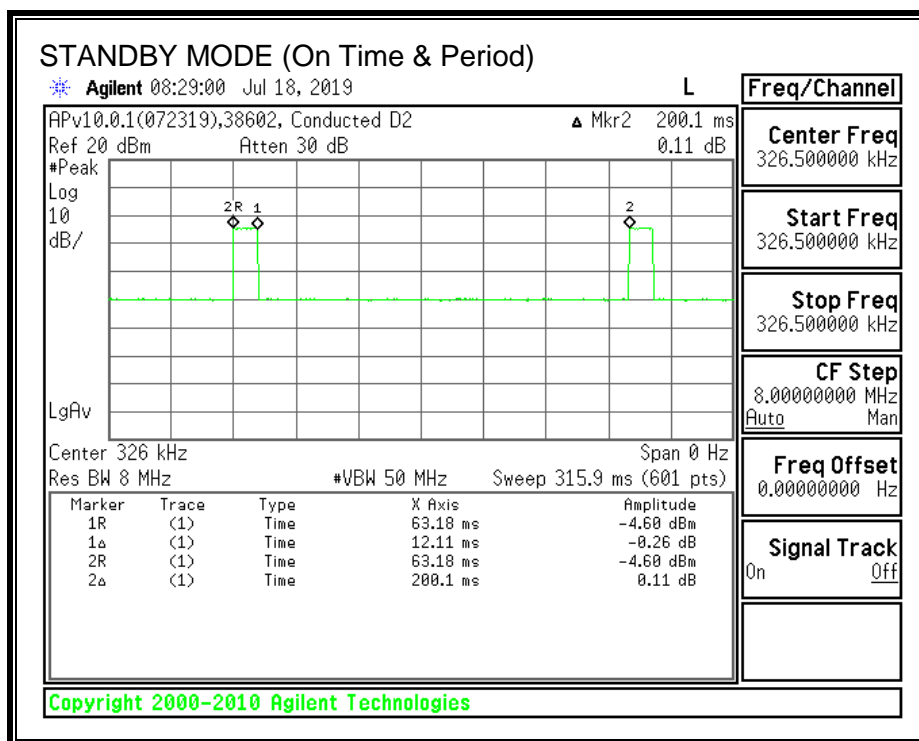 STANDBY MODE (On Time & Period)
Agilent 08:29:00 Jul 18, 2019 L
APv10.0.1(072319),38602, Conducted D2 Δ Mkr2 200.1 ms
Ref 20 dBm Atten 30 dB 0.11 dB
#Peak
Log
10
dB/
2R 1 2
LgAv
Center 326 kHz Span 0 Hz
Res BW 8 MHz #VBW 50 MHz Sweep 315.9 ms (601 pts)
Marker Trace Type X Axis Amplitude
1R (1) Time 63.18 ms -4.60 dBm
1Δ (1) Time 12.11 ms -0.26 dB
2R (1) Time 63.18 ms -4.60 dBm
2Δ (1) Time 200.1 ms 0.11 dB
Copyright 2000-2010 Agilent Technologies
Freq/Channel
Center Freq
326.500000 kHz
Start Freq
326.500000 kHz
Stop Freq
326.500000 kHz
CF Step
8.00000000 MHz
Auto Man
Freq Offset
0.00000000 Hz
Signal Track
On Off